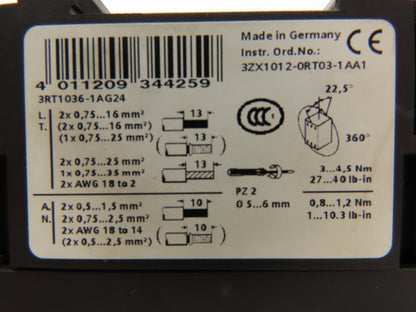 Made in Germany
Instr. Ord.No.:
3ZX1012-0RT03-1AA1
CE
4 011209 344259
3RT1036-1AG24
L. 2x 0,75...16 mm² 13
T. (2x 0,75...16 mm²)
(1x 0,75...25 mm²)
CCC
22,5°
360°
2x 0,75...25 mm² 13
1x 0,75...35 mm²
2x AWG 18 to 2
3...4,5 Nm
27...40 lb-in
A. 2x 0,5...1,5 mm² 10
N. 2x 0,75...2,5 mm²
2x AWG 18 to 14 10
(2x 0,5...2,5 mm²)
PZ 2
Ø 5...6 mm
0,8...1,2 Nm
7...10.3 lb-in